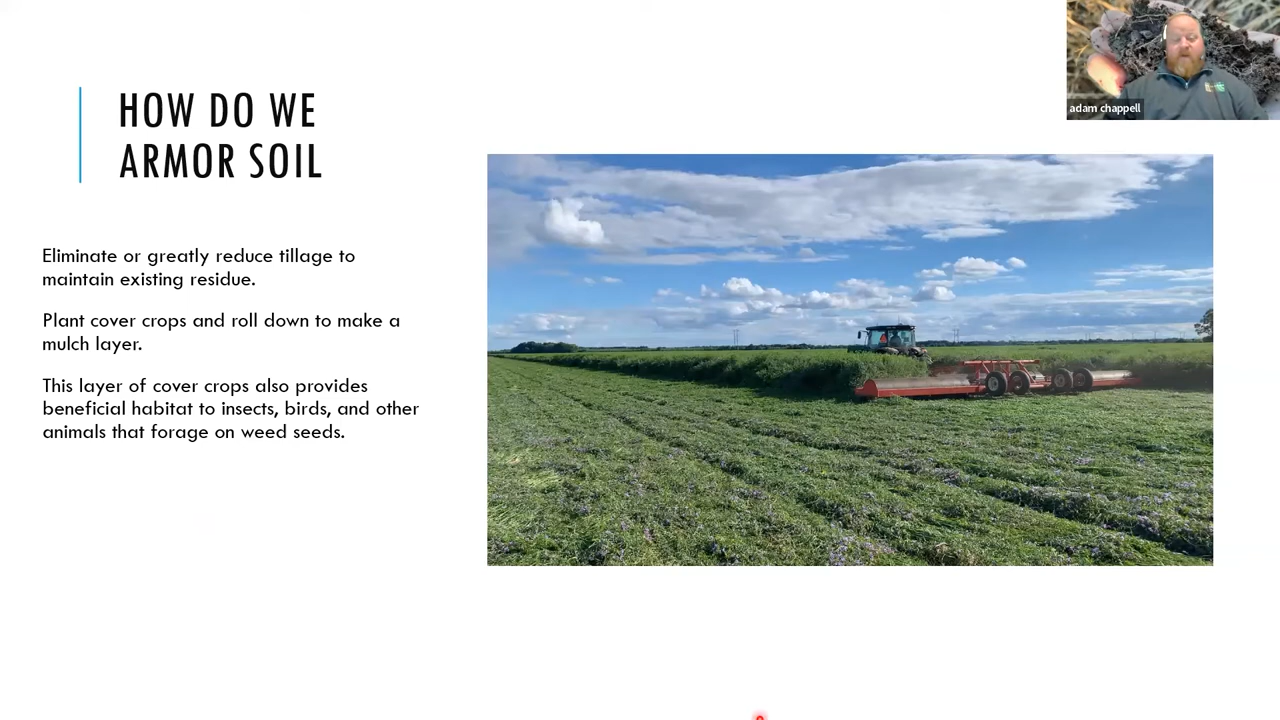 HOW DO WE
ARMOR SOIL
Eliminate or greatly reduce tillage to
maintain existing residue.
Plant cover crops and roll down to make a
mulch layer.
This layer of cover crops also provides
beneficial habitat to insects, birds, and other
animals that forage on weed seeds.
adam chappell